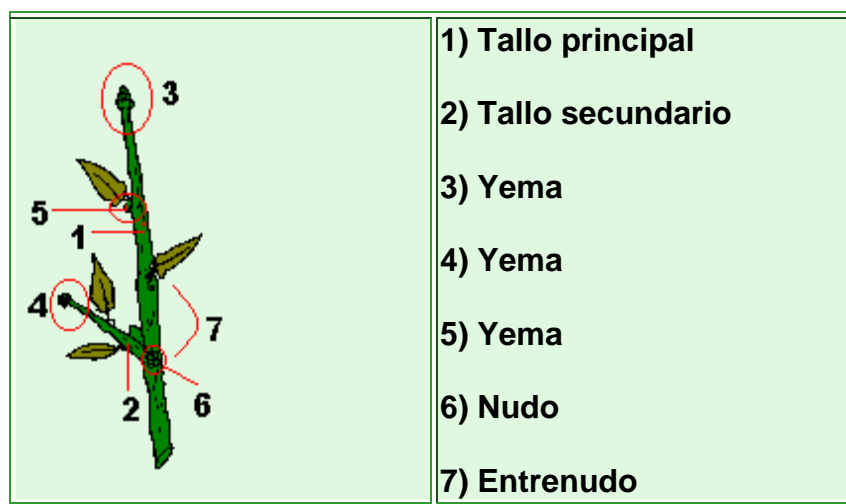 3
5
1
4
7
2
6
1) Tallo principal
2) Tallo secundario
3) Yema
4) Yema
5) Yema
6) Nudo
7) Entrenudo